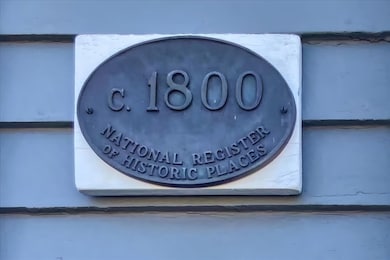 c. 1800
NATIONAL REGISTER
OF HISTORIC PLACES